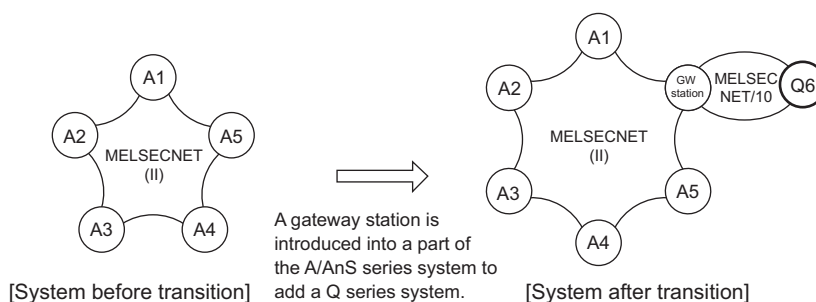 A1
A2
A5
MELSECNET
(II)
A3
A4
[System before transition]
A gateway station is
introduced into a part of
the A/AnS series system to
add a Q series system.
A1
A2
GW
station
MELSEC
NET/10
Q6
MELSECNET
(II)
A3
A5
A4
[System after transition]